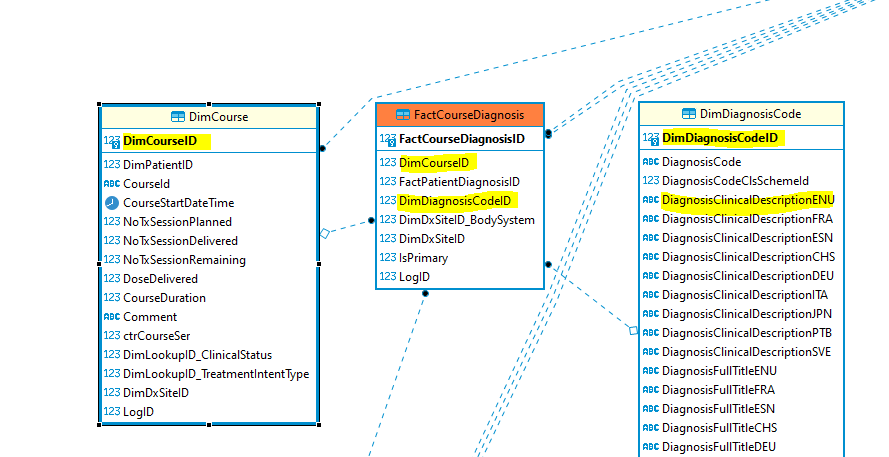 DimCourse
123 DimCourseID
123 DimPatientID
ABC CourseId
CourseStartDateTime
123 NoTxSessionPlanned
123 NoTxSessionDelivered
123 NoTxSessionRemaining
123 DoseDelivered
123 CourseDuration
ABC Comment
123 ctrCourseSer
123 DimLookupID_ClinicalStatus
123 DimLookupID_TreatmentIntentType
123 DimDxSiteID
123 LogID
FactCourseDiagnosis
123 FactCourseDiagnosisID
123 DimCourseID
123 FactPatientDiagnosisID
123 DimDiagnosisCodeID
123 DimDxSiteID_BodySystem
123 DimDxSiteID
123 IsPrimary
123 LogID
DimDiagnosisCode
123 DimDiagnosisCodeID
ABC DiagnosisCode
123 DiagnosisCodeClsSchemeId
ABC DiagnosisClinicalDescriptionENU
ABC DiagnosisClinicalDescriptionFRA
ABC DiagnosisClinicalDescriptionESN
ABC DiagnosisClinicalDescriptionCHS
ABC DiagnosisClinicalDescriptionDEU
ABC DiagnosisClinicalDescriptionITA
ABC DiagnosisClinicalDescriptionJPN
ABC DiagnosisClinicalDescriptionPTB
ABC DiagnosisClinicalDescriptionSVE
ABC DiagnosisFullTitleENU
ABC DiagnosisFullTitleFRA
ABC DiagnosisFullTitleESN
ABC DiagnosisFullTitleCHS
ABC DiagnosisFullTitleDEU